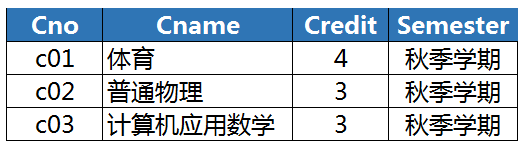 Cno Cname Credit Semester
c01 体育 4 秋季学期
c02 普通物理 3 秋季学期
c03 计算机应用数学 3 秋季学期